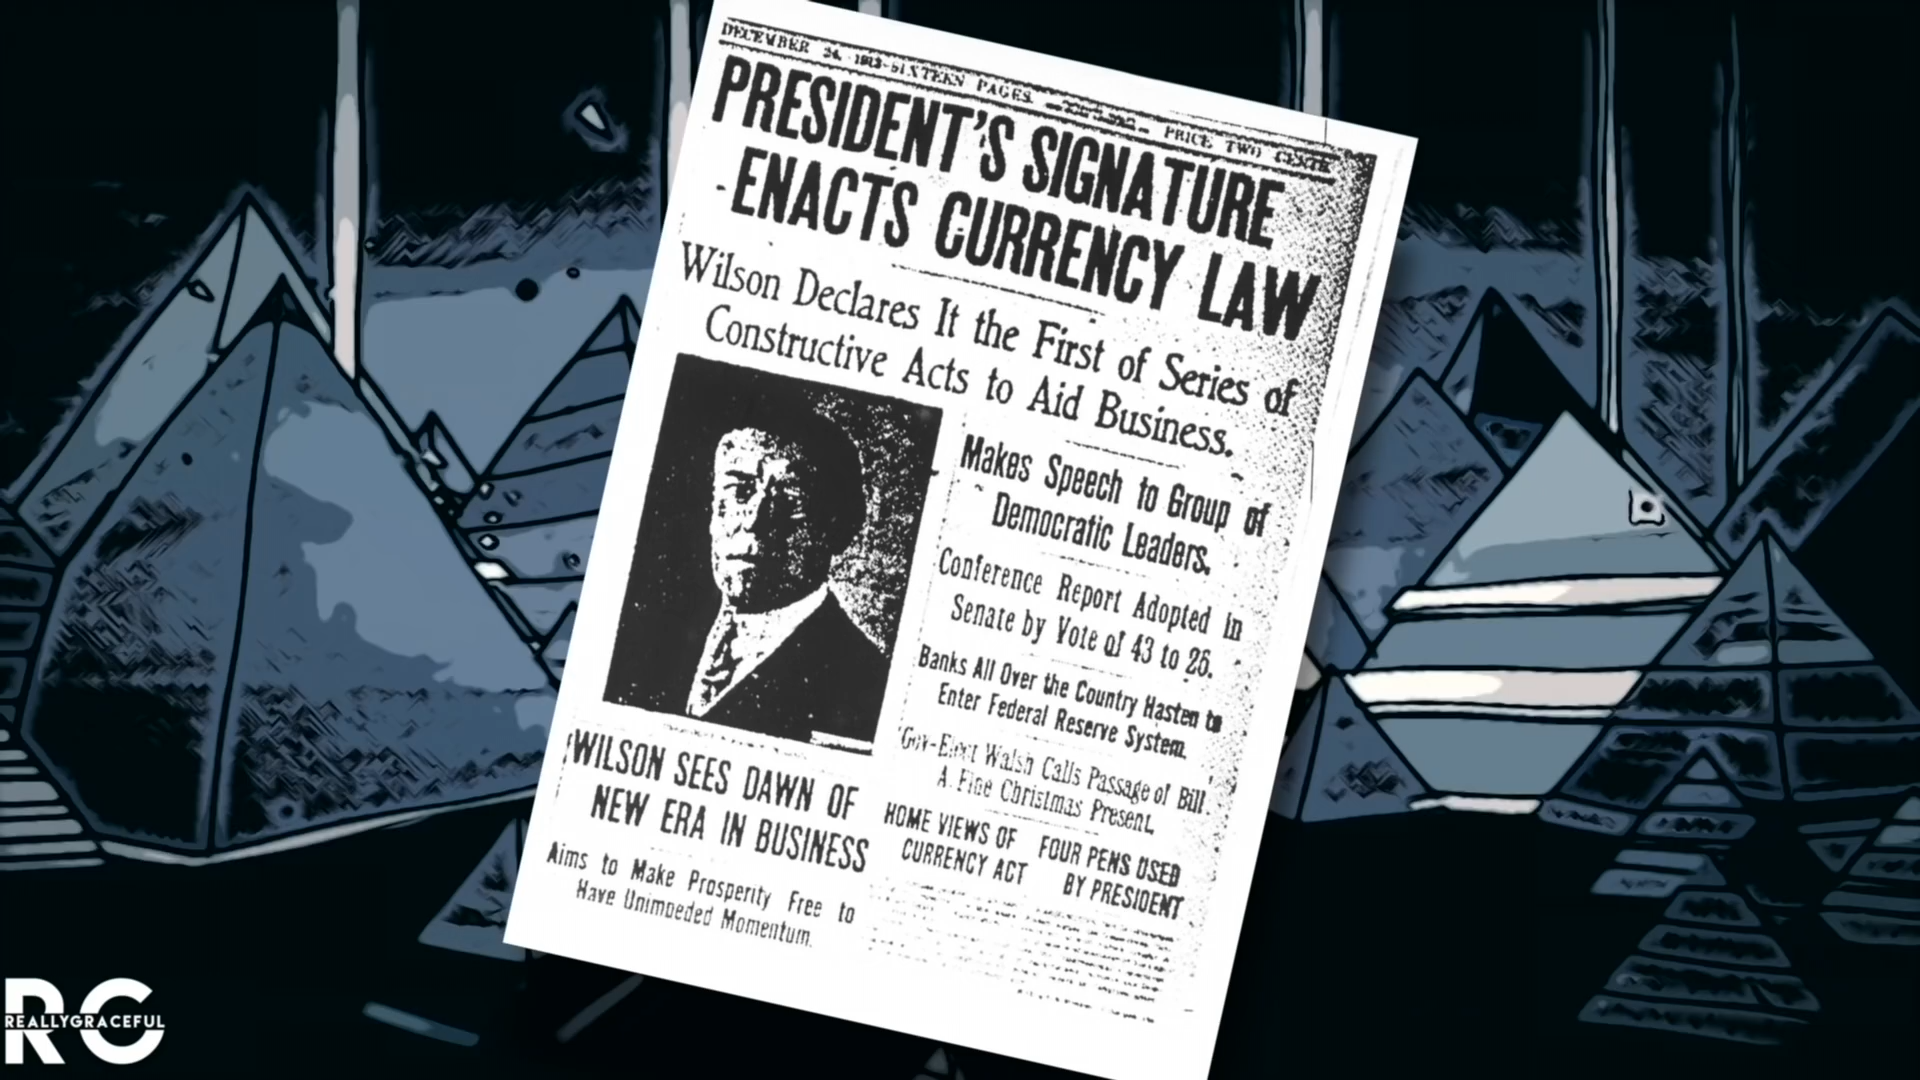 DECEMBER 24, 1913-SIXTEEN PAGES. PRICE TWO CENTS
PRESIDENT'S SIGNATURE
ENACTS CURRENCY LAW
Wilson Declares It the First of Series of
Constructive Acts to Aid Business.
Makes Speech to Group of
Democratic Leaders.
Conference Report Adopted in
Senate by Vote of 43 to 25.
Banks All Over the Country Hasten to
Enter Federal Reserve System.
Gov-Elect Walsh Calls Passage of Bill
A Fine Christmas Present.
WILSON SEES DAWN OF
NEW ERA IN BUSINESS
Aims to Make Prosperity Free to
Have Unimpeded Momentum.
HOME VIEWS OF
CURRENCY ACT
FOUR PENS USED
BY PRESIDENT
RG
REALLYGRACEFUL